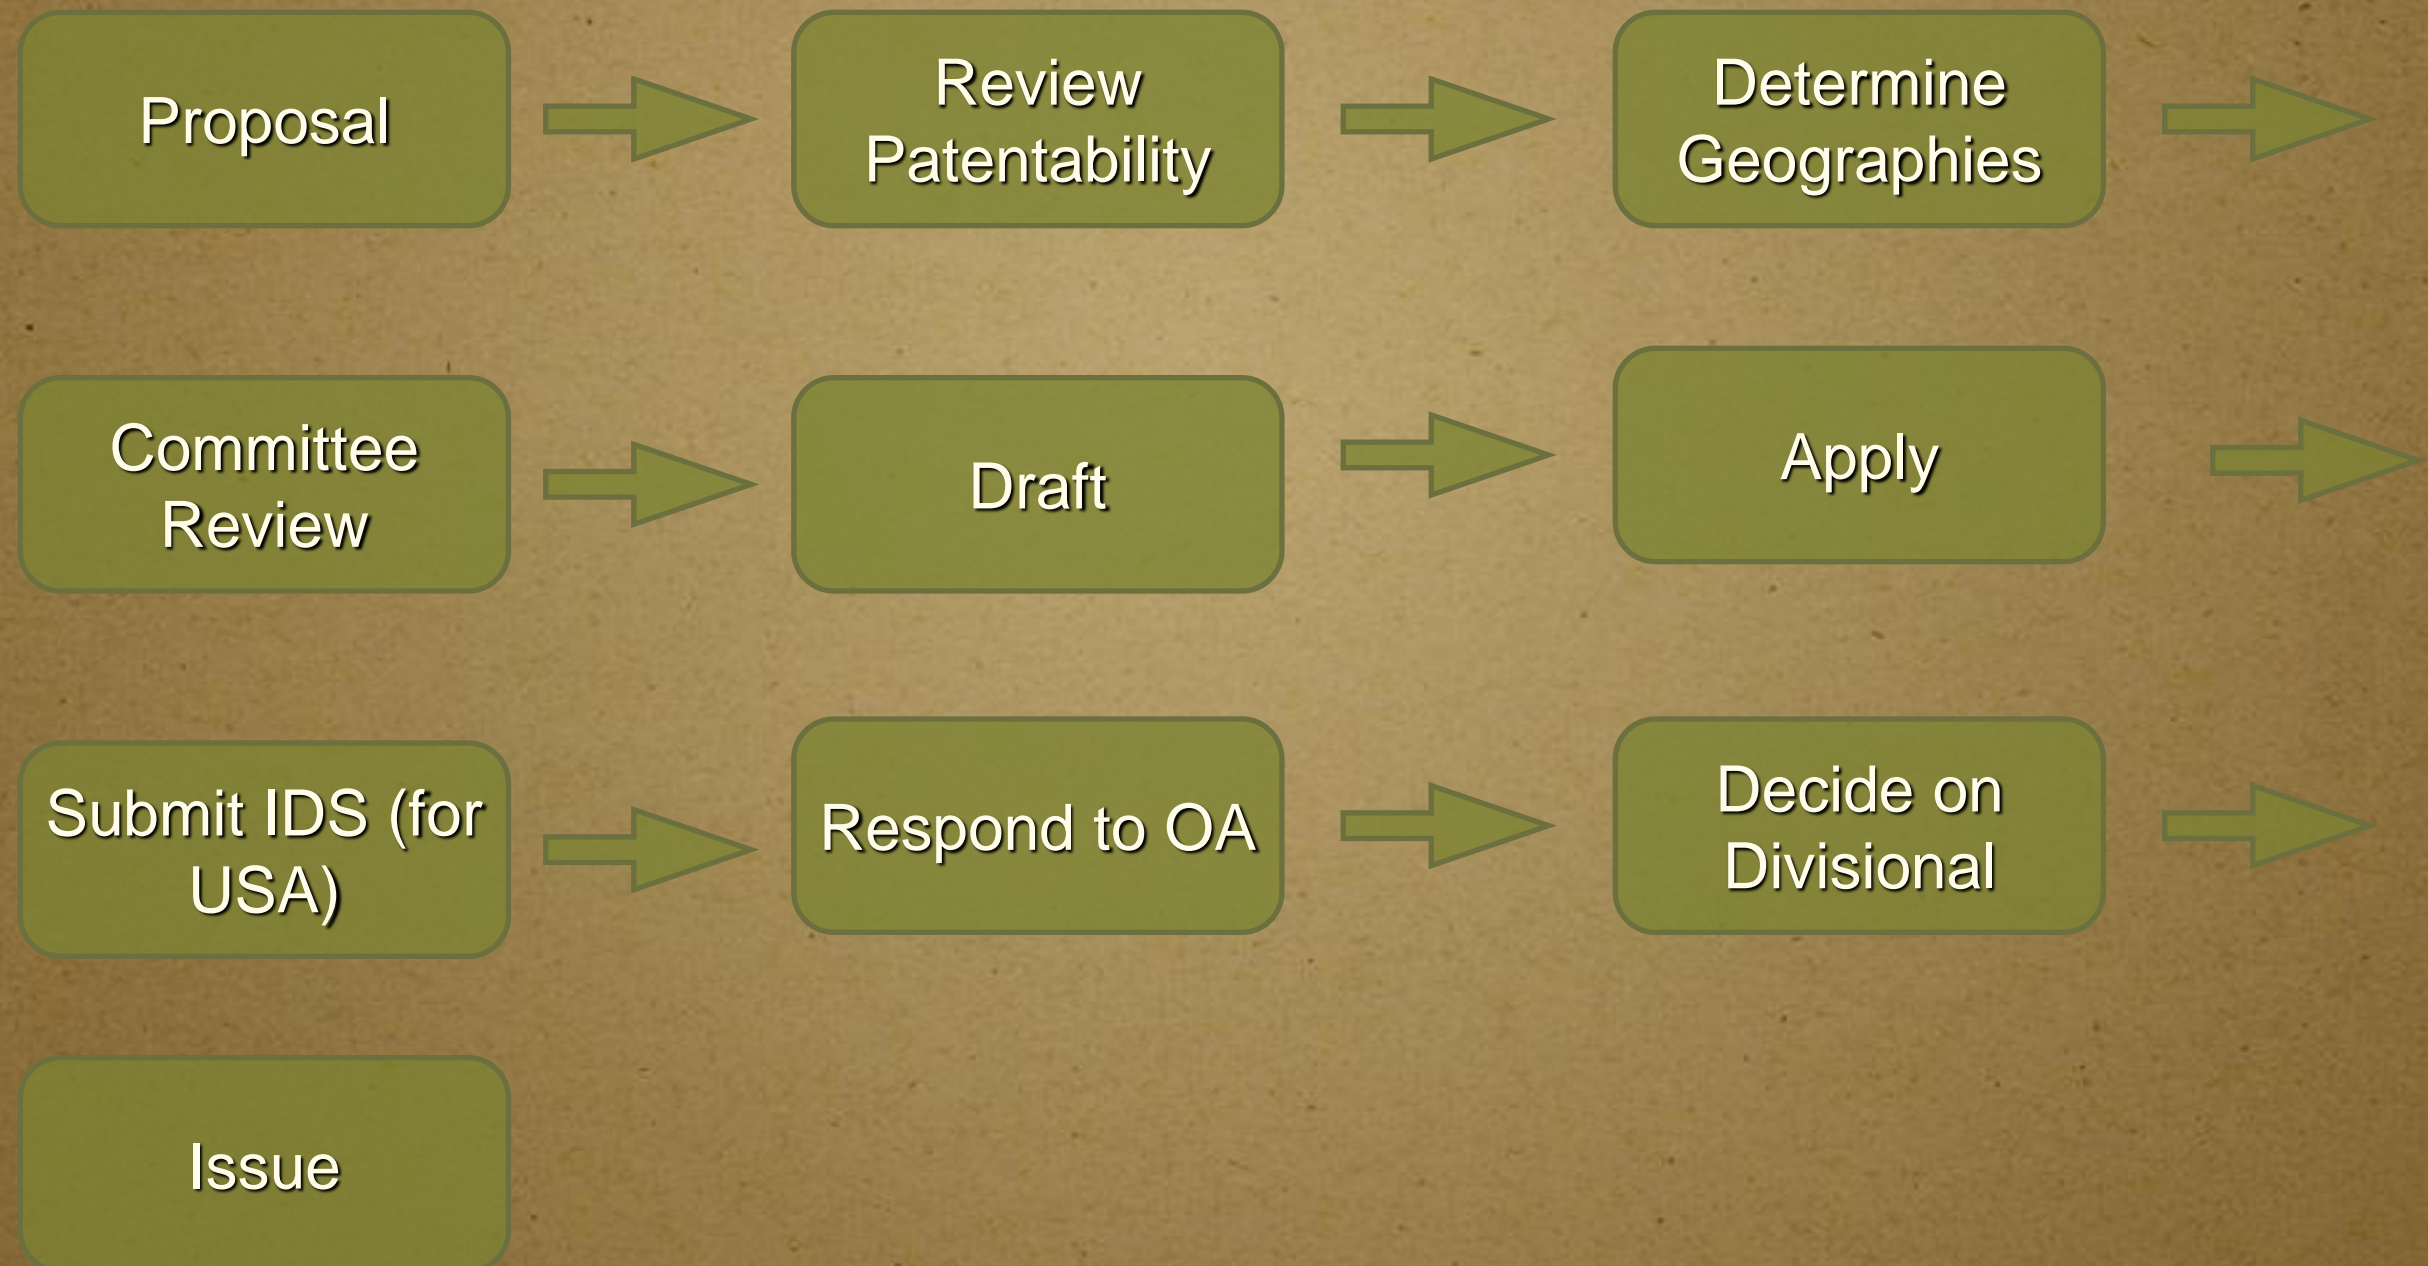 Proposal
Review
Patentability
Determine
Geographies
Committee
Review
Draft
Apply
Submit IDS (for
USA)
Respond to OA
Decide on
Divisional
Issue